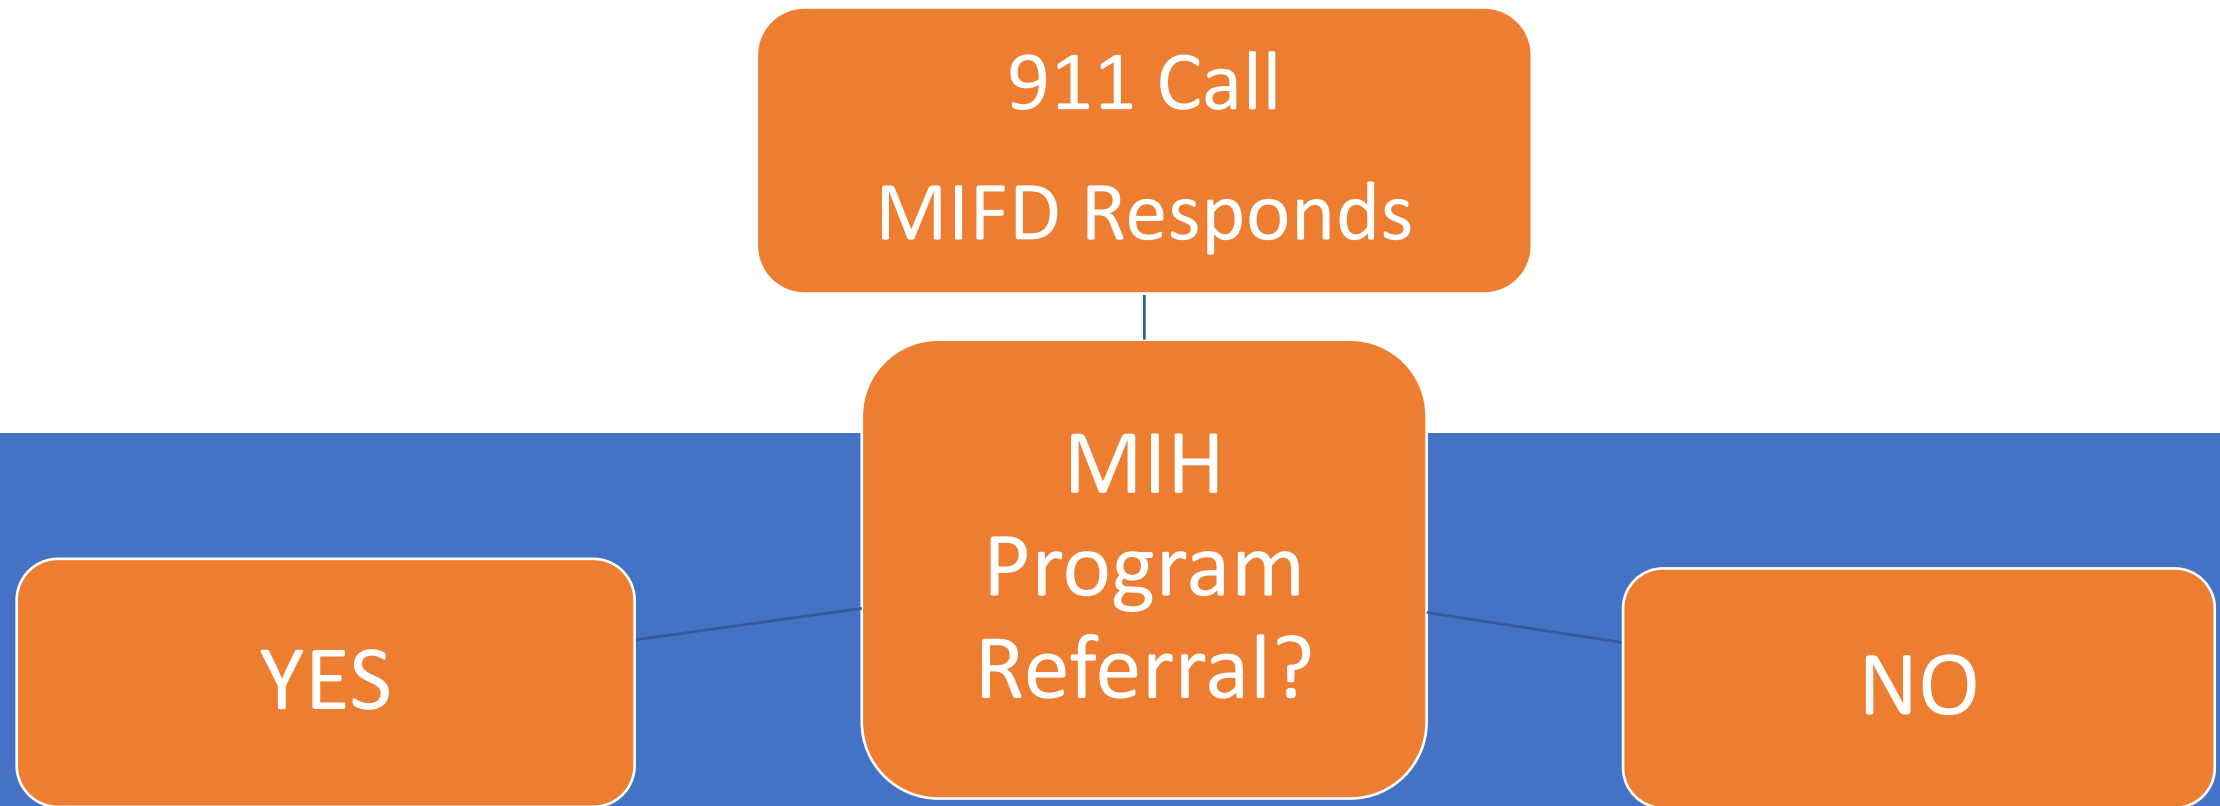 911 Call
MIFD Responds
MIH
Program
Referral?
YES
NO